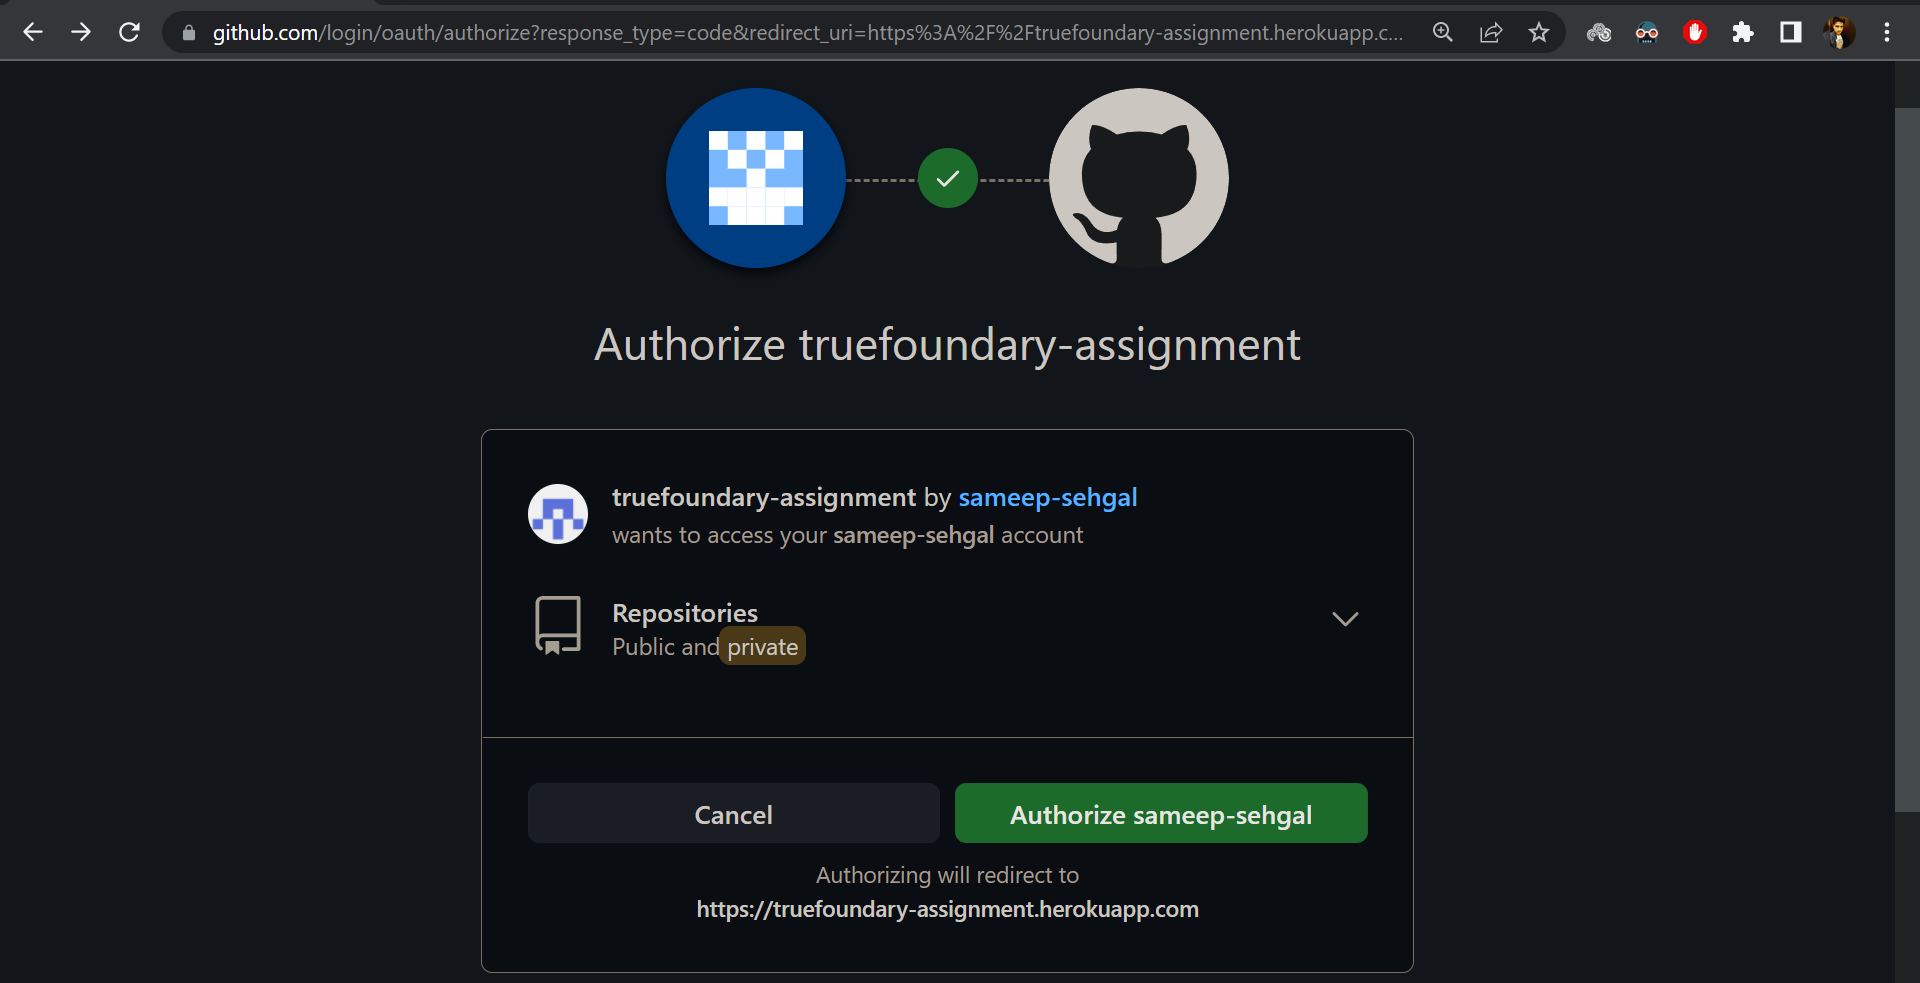 github.com/login/oauth/authorize?response_type=code&redirect_uri=https%3A%2F%2Ftruefoundary-assignment.herokuapp.c...
Authorize truefoundary-assignment
truefoundary-assignment by sameep-sehgal
wants to access your sameep-sehgal account
Repositories
Public and private
Cancel
Authorize sameep-sehgal
Authorizing will redirect to
https://truefoundary-assignment.herokuapp.com